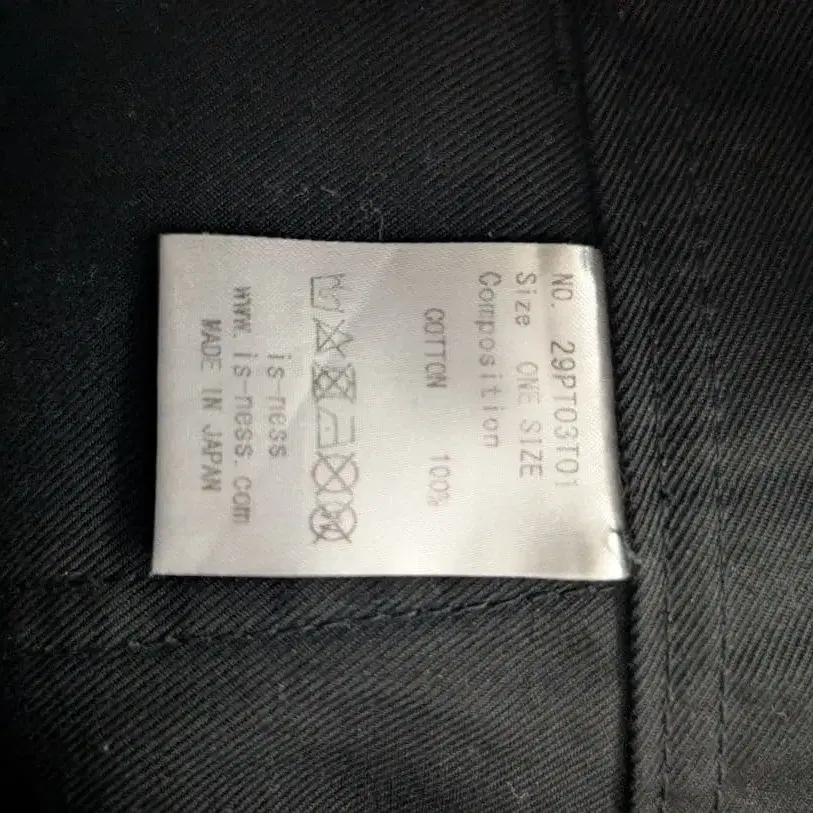 NO. 29PT03T01
Size ONE SIZE
Composition
COTTON 100%
is-ness
www.is-ness.com
MADE IN JAPAN